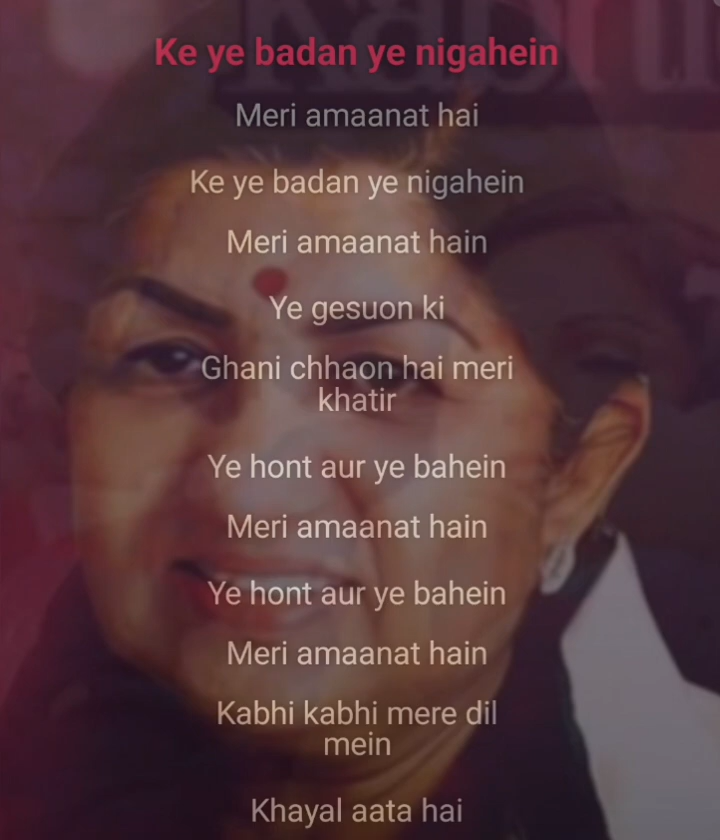 Ke ye badan ye nigahein
Meri amaanat hai
Ke ye badan ye nigahein
Meri amaanat hain
Ye gesuon ki
Ghani chhaon hai meri
khatir
Ye hont aur ye bahein
Meri amaanat hain
Ye hont aur ye bahein
Meri amaanat hain
Kabhi kabhi mere dil
mein
Khayal aata hai